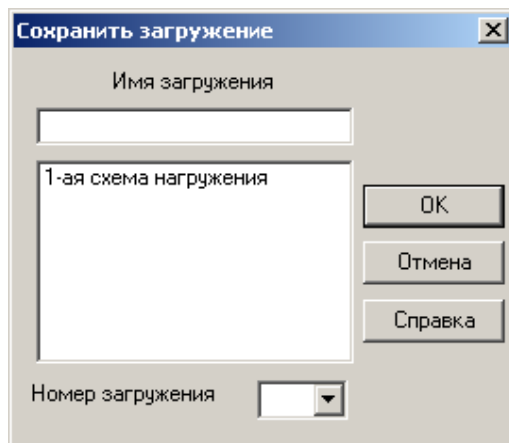 Сохранить загружение
Имя загружения
1-ая схема нагружения
OK
Отмена
Справка
Номер загружения